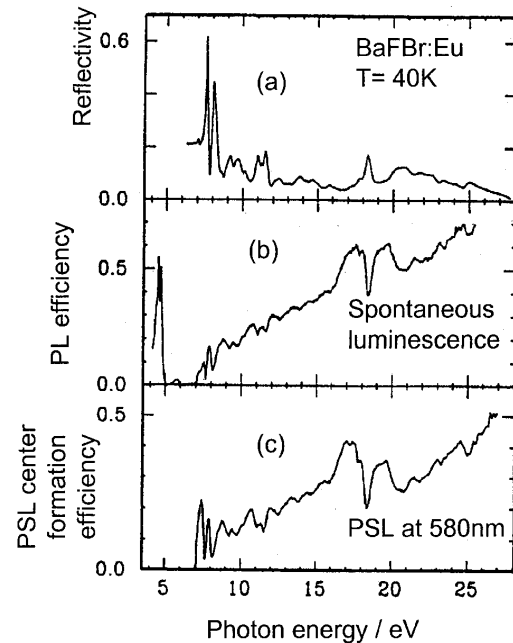 Reflectivity
0.6
BaFBr:Eu
T= 40K
(a)
0.0
PL efficiency
(b)
0.5
Spontaneous
luminescence
0.0
PSL center
formation
efficiency
0.5
(c)
PSL at 580nm
0.0
5 10 15 20 25
Photon energy / eV